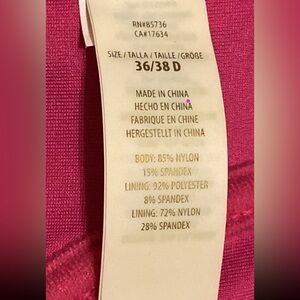 RN#85736
CA#17634
SIZE / TALLA / TAILLE / GRÖßE
36/38 D
MADE IN CHINA
HECHO EN CHINA
FABRIQUE EN CHINE
HERGESTELLT IN CHINA
BODY: 85% NYLON
15% SPANDEX
LINING: 92% POLYESTER
8% SPANDEX
LINING: 72% NYLON
28% SPANDEX